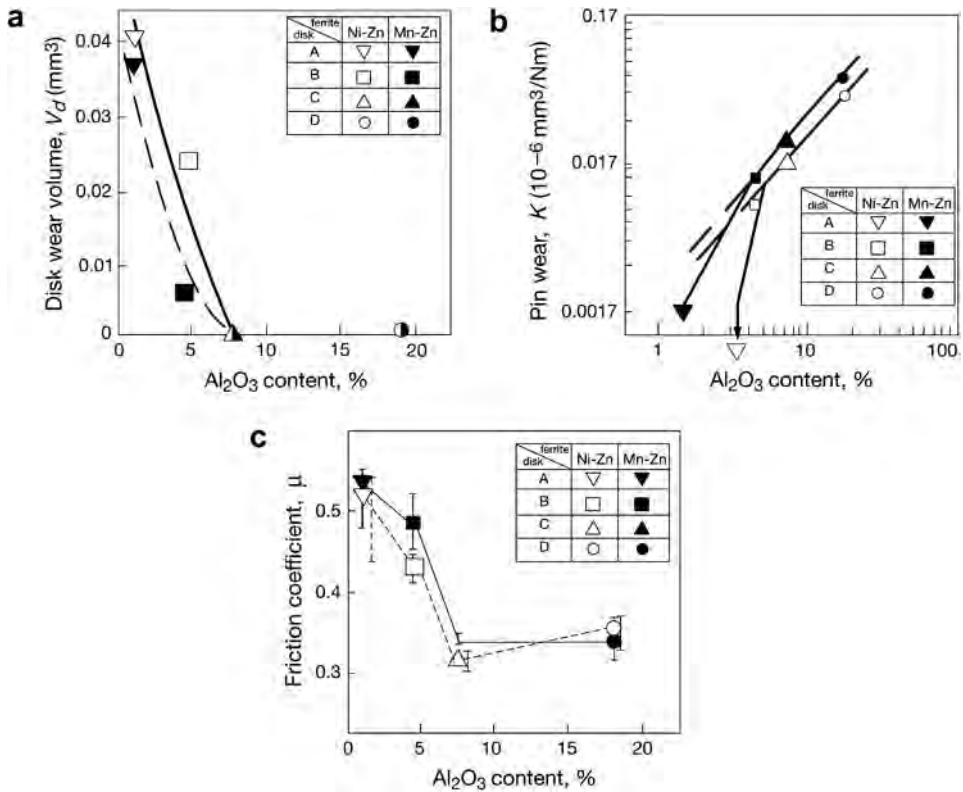 a
0.04
0.03
0.02
0.01
0
0 5 10 15 20
Disk wear volume, V_d (mm3)
Al₂O₃ content, %
ferrite
disk Ni-Zn Mn-Zn
A
B
C
D
b
0.17
0.017
0.0017
1 10 100.
Pin wear, K (10⁻⁶ mm³/Nm)
Al₂O₃ content, %
ferrite
disk Ni-Zn Mn-Zn
A
B
C
D
c
0.5
0.4
0.3
0 5 10 15 20
Friction coefficient, μ
Al₂O₃ content, %
ferrite
disk Ni-Zn Mn-Zn
A
B
C
D